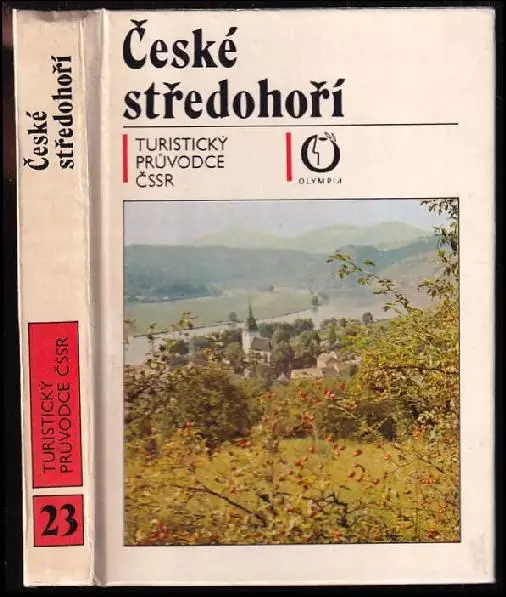 České
středohoří
TURISTICKÝ
PRŮVODCE
ČSSR
OLYMPIA
České
středohoří
TURISTICKÝ
PRŮVODCE ČSSR
23